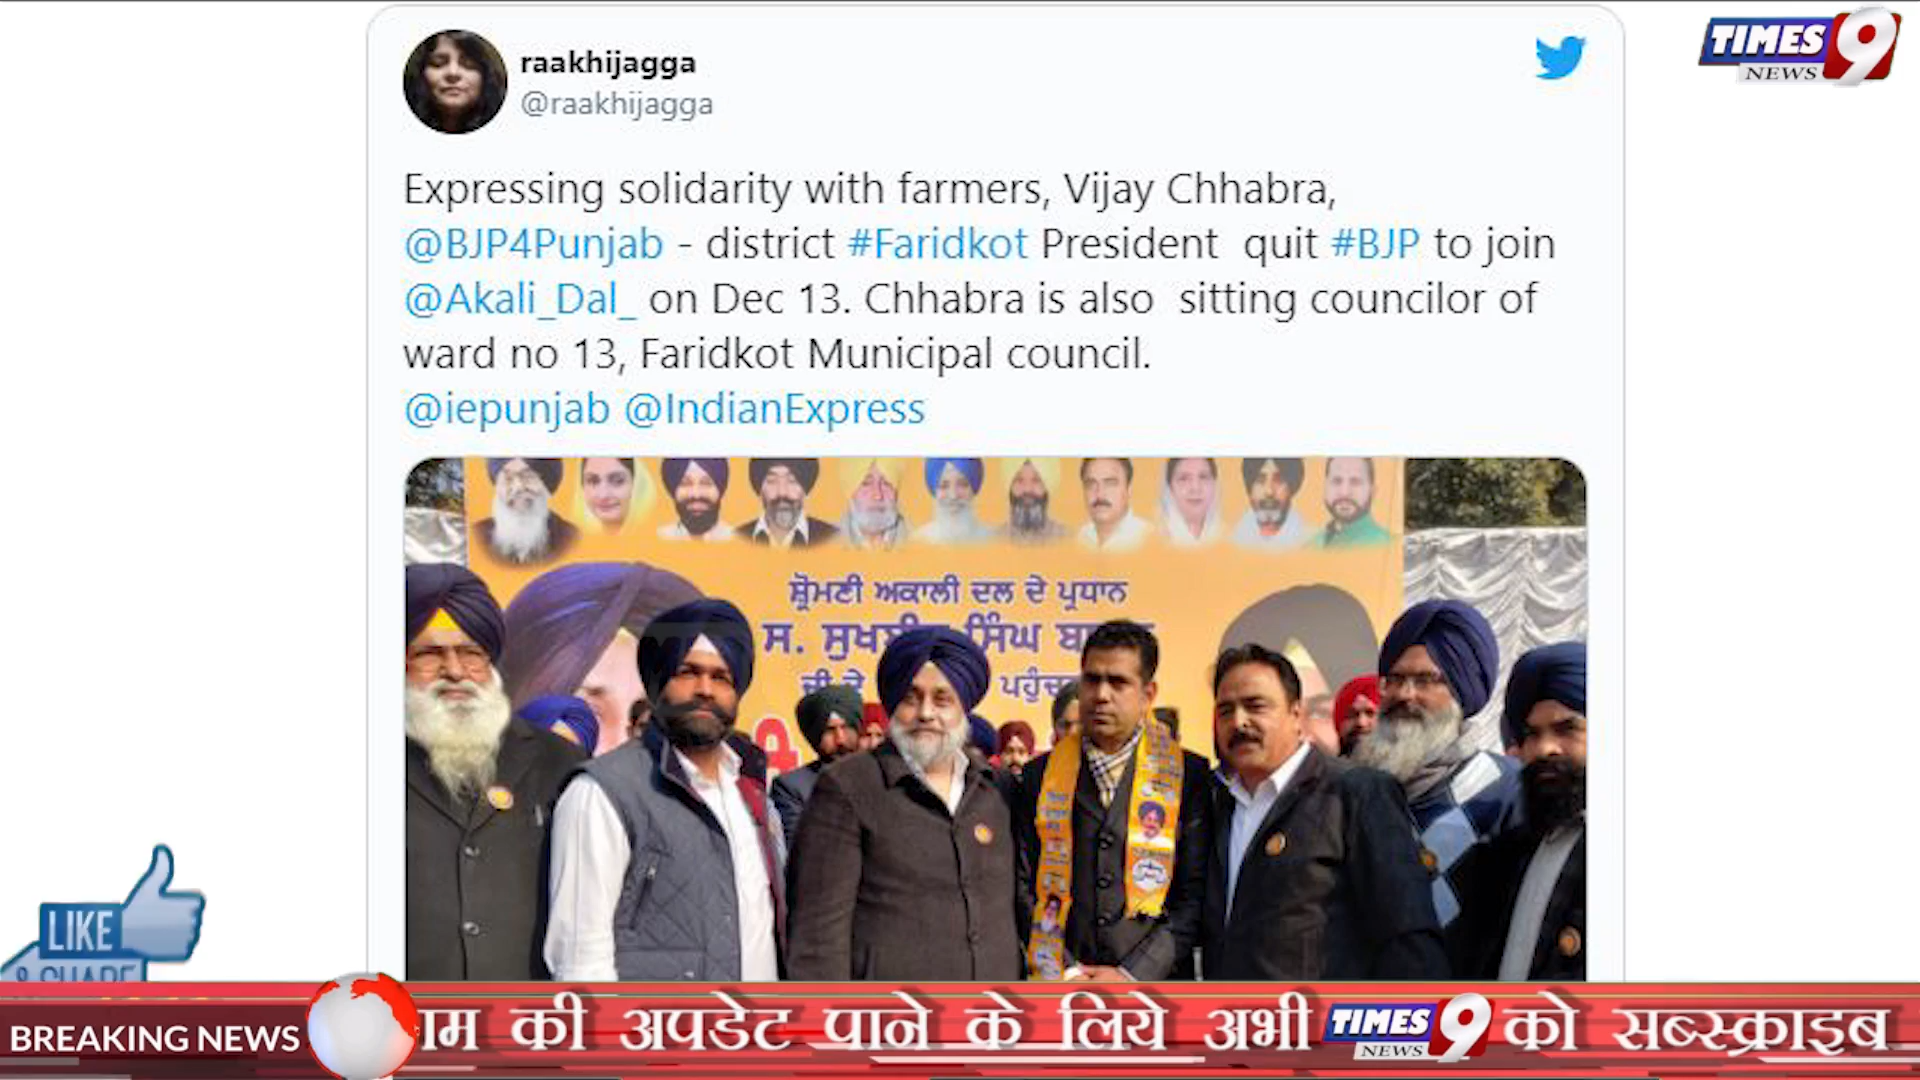 raakhijagga
@raakhijagga
TIMES 9
NEWS
Expressing solidarity with farmers, Vijay Chhabra,
@BJP4Punjab - district #Faridkot President quit #BJP to join
@Akali_Dal_ on Dec 13. Chhabra is also sitting councilor of
ward no 13, Faridkot Municipal council.
@iepunjab @IndianExpress
ਸ਼੍ਰੋਮਣੀ ਅਕਾਲੀ ਦਲ ਦੇ ਪ੍ਰਧਾਨ
ਸ. ਸਿੰਘ
ਜੀ ਦੇ
LIKE
& SHARE
BREAKING NEWS
की अपडेट पाने के लिये अभी TIMES 9 NEWS को सब्स्क्राइब